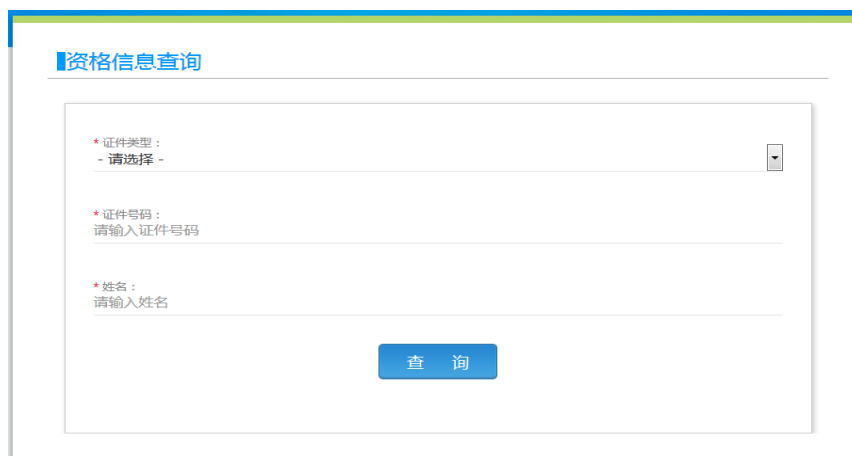 资格信息查询
* 证件类型：
- 请选择 -
* 证件号码：
请输入证件号码
* 姓名：
请输入姓名
查 询